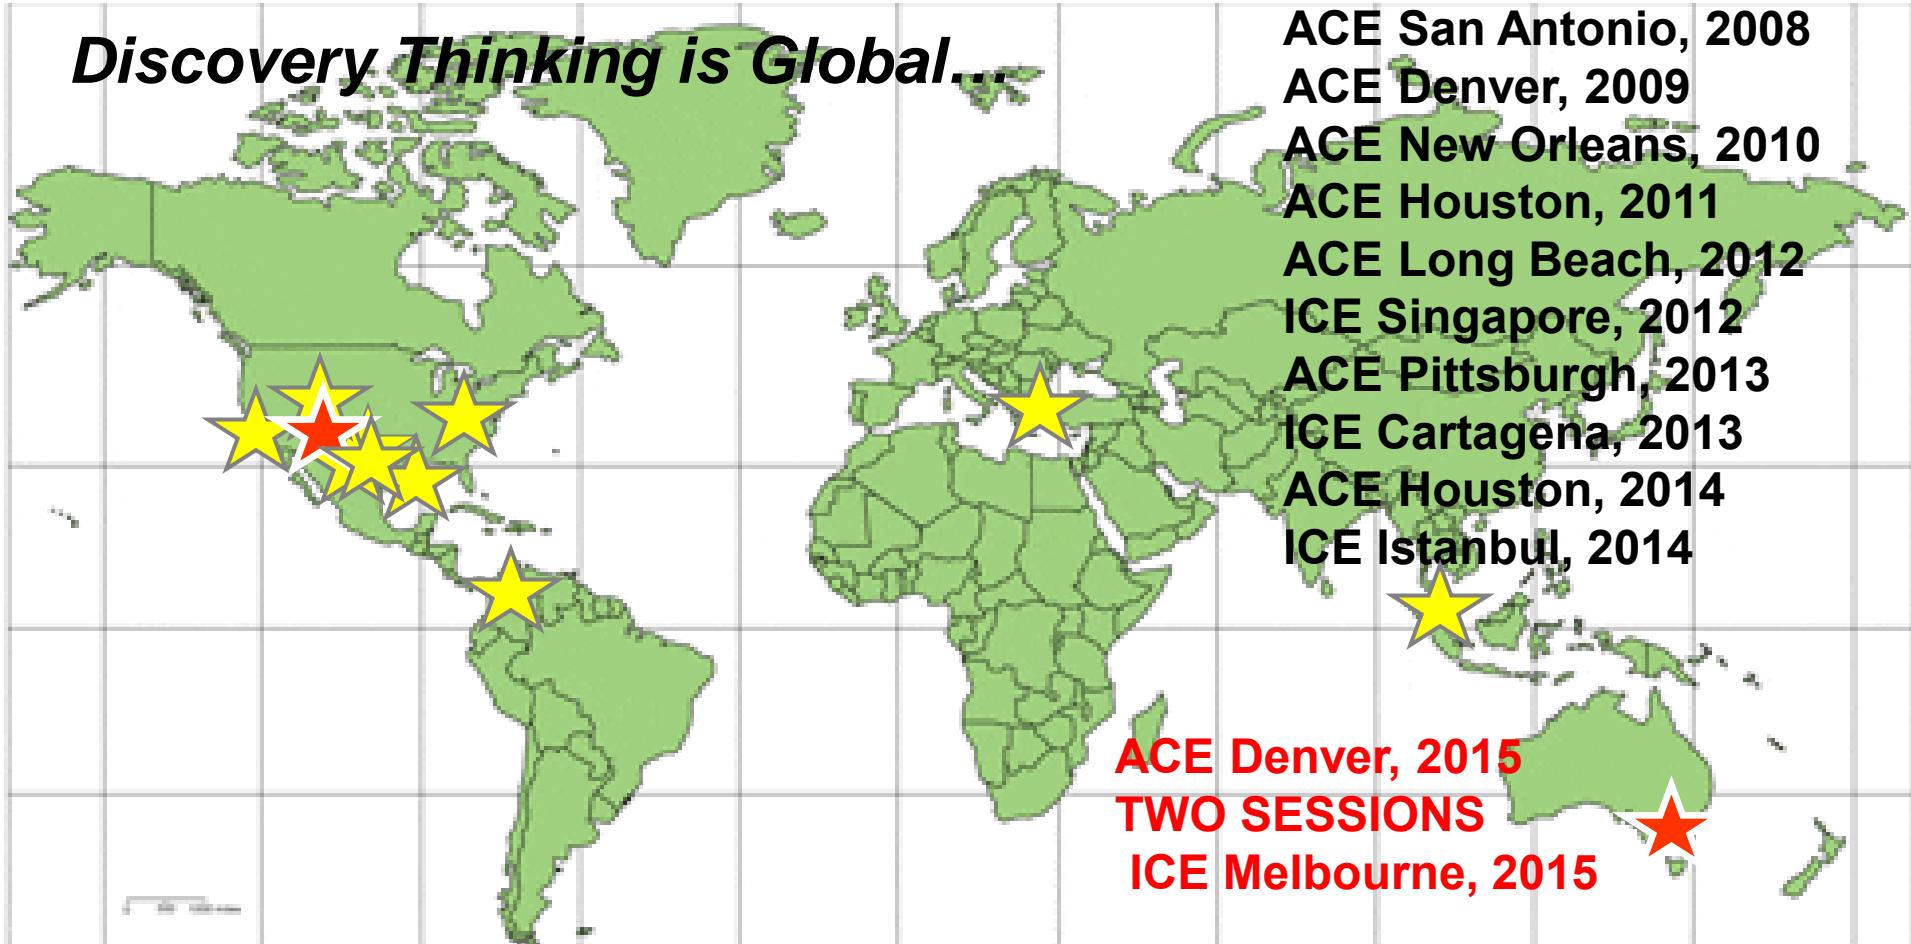 Discovery Thinking is Global...
ACE San Antonio, 2008
ACE Denver, 2009
ACE New Orleans, 2010
ACE Houston, 2011
ACE Long Beach, 2012
ICE Singapore, 2012
ACE Pittsburgh, 2013
ICE Cartagena, 2013
ACE Houston, 2014
ICE Istanbul, 2014
ACE Denver, 2015
TWO SESSIONS
ICE Melbourne, 2015